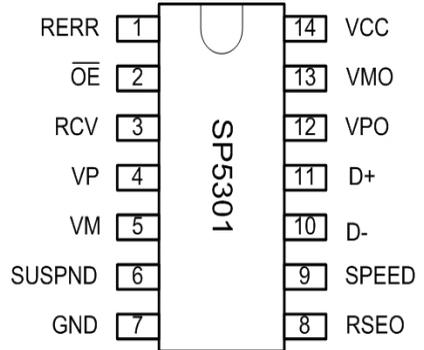 RERR 1 14 VCC
OE 2 13 VMO
RCV 3 12 VPO
VP 4 11 D+
VM 5 10 D-
SUSPND 6 9 SPEED
GND 7 8 RSEO
SP5301